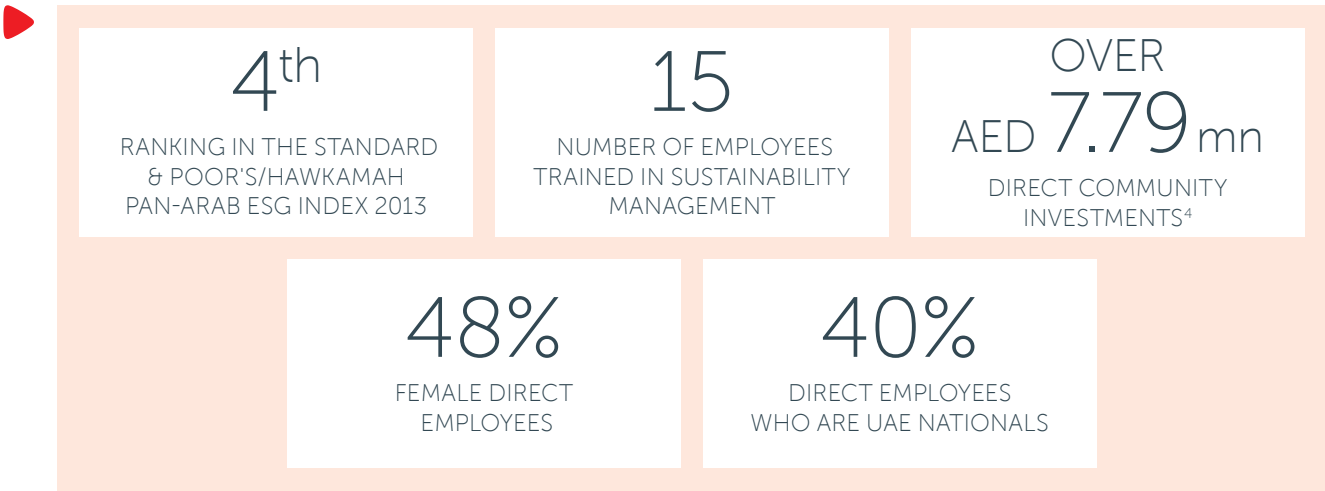 4th
RANKING IN THE STANDARD
& POOR'S/HAWKAMAH
PAN-ARAB ESG INDEX 2013
15
NUMBER OF EMPLOYEES
TRAINED IN SUSTAINABILITY
MANAGEMENT
OVER
AED 7.79 mn
DIRECT COMMUNITY
INVESTMENTS4
48%
FEMALE DIRECT
EMPLOYEES
40%
DIRECT EMPLOYEES
WHO ARE UAE NATIONALS